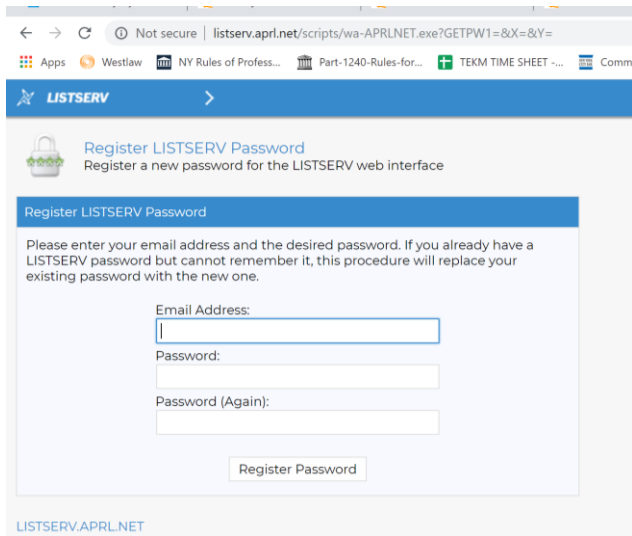 Not secure | listserv.aprl.net/scripts/wa-APRLNET.exe?GETPW1=&X=&Y=
Apps Westlaw NY Rules of Profess... Part-1240-Rules-for... TEKM TIME SHEET -... Comm
LISTSERV
Register LISTSERV Password
Register a new password for the LISTSERV web interface
Register LISTSERV Password
Please enter your email address and the desired password. If you already have a
LISTSERV password but cannot remember it, this procedure will replace your
existing password with the new one.
Email Address:
Password:
Password (Again):
Register Password
LISTSERV.APRL.NET